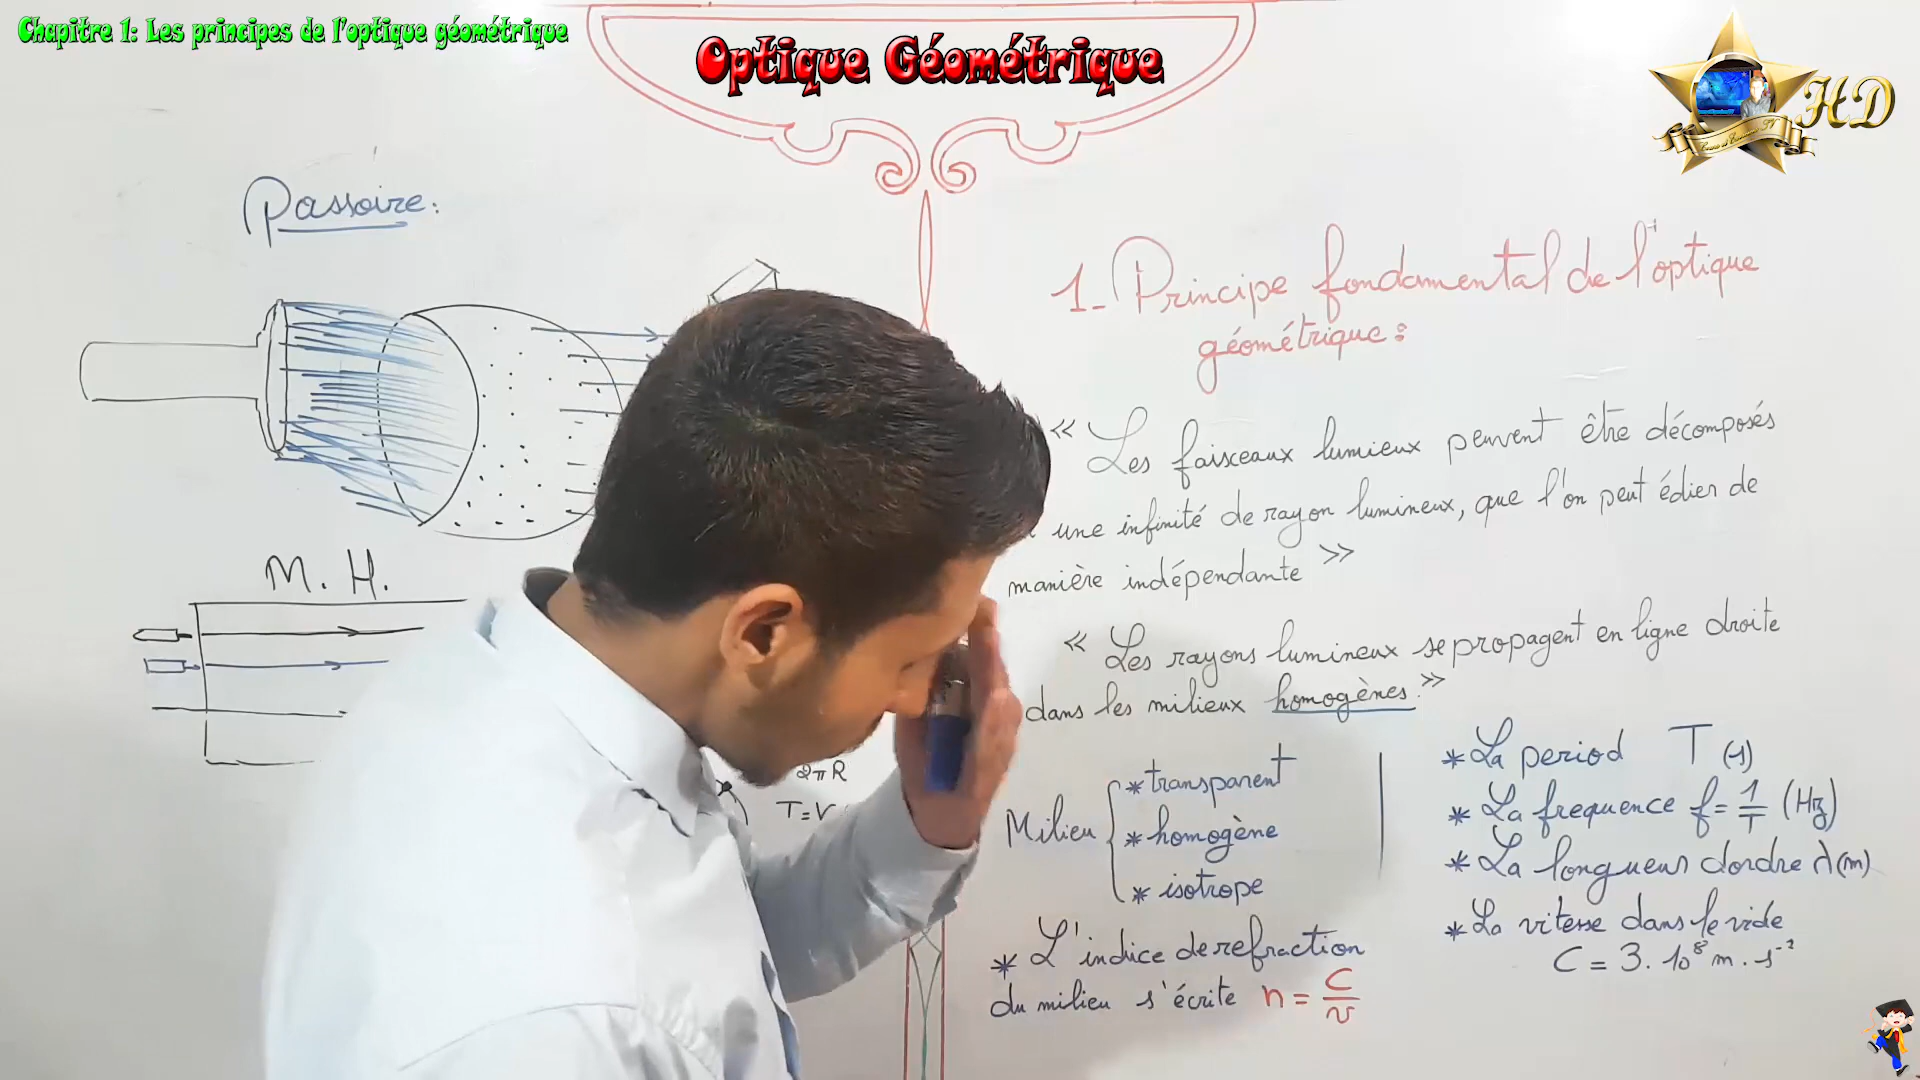 Chapitre 1: Les principes de l'optique géométrique
Optique Géométrique
HD
Passoire:
M. H.
2πR
T=V
1_ Principe fondamental de l'optique
géométrique:
« Les faisceaux lumieux peuvent être décomposés
une infinité de rayon lumineux, que l'on peut édier de
manière indépendante »
« Les rayons lumineux se propagent en ligne droite
dans les milieux homogènes. »
Milieu
* transparent
* homogène
* isotrope
* L'indice de refraction
du milieu s'écrite n = C/v
* La period T (s)
* La frequence f = 1/T (Hz)
* La longueur dordre λ(m)
* La vitesse dans le vide
C = 3. 10⁸ m . s⁻¹